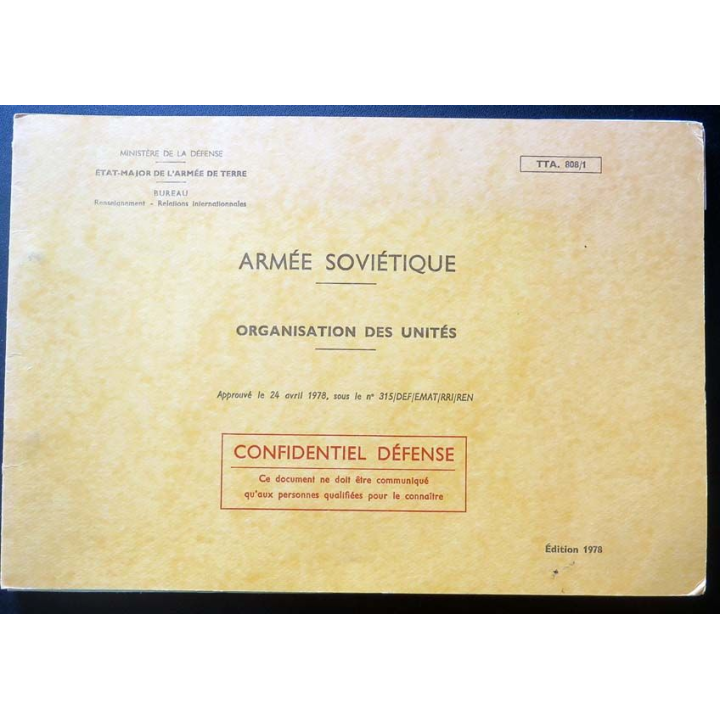 MINISTÈRE DE LA DÉFENSE
ÉTAT-MAJOR DE L'ARMÉE DE TERRE
BUREAU
Renseignement - Relations internationales
TTA. 808/1
ARMÉE SOVIÉTIQUE
ORGANISATION DES UNITÉS
Approuvé le 24 avril 1978, sous le n° 315/DEF/EMAT/RRI/REN
CONFIDENTIEL DÉFENSE
Ce document ne doit être communiqué
qu'aux personnes qualifiées pour le connaître
Édition 1978